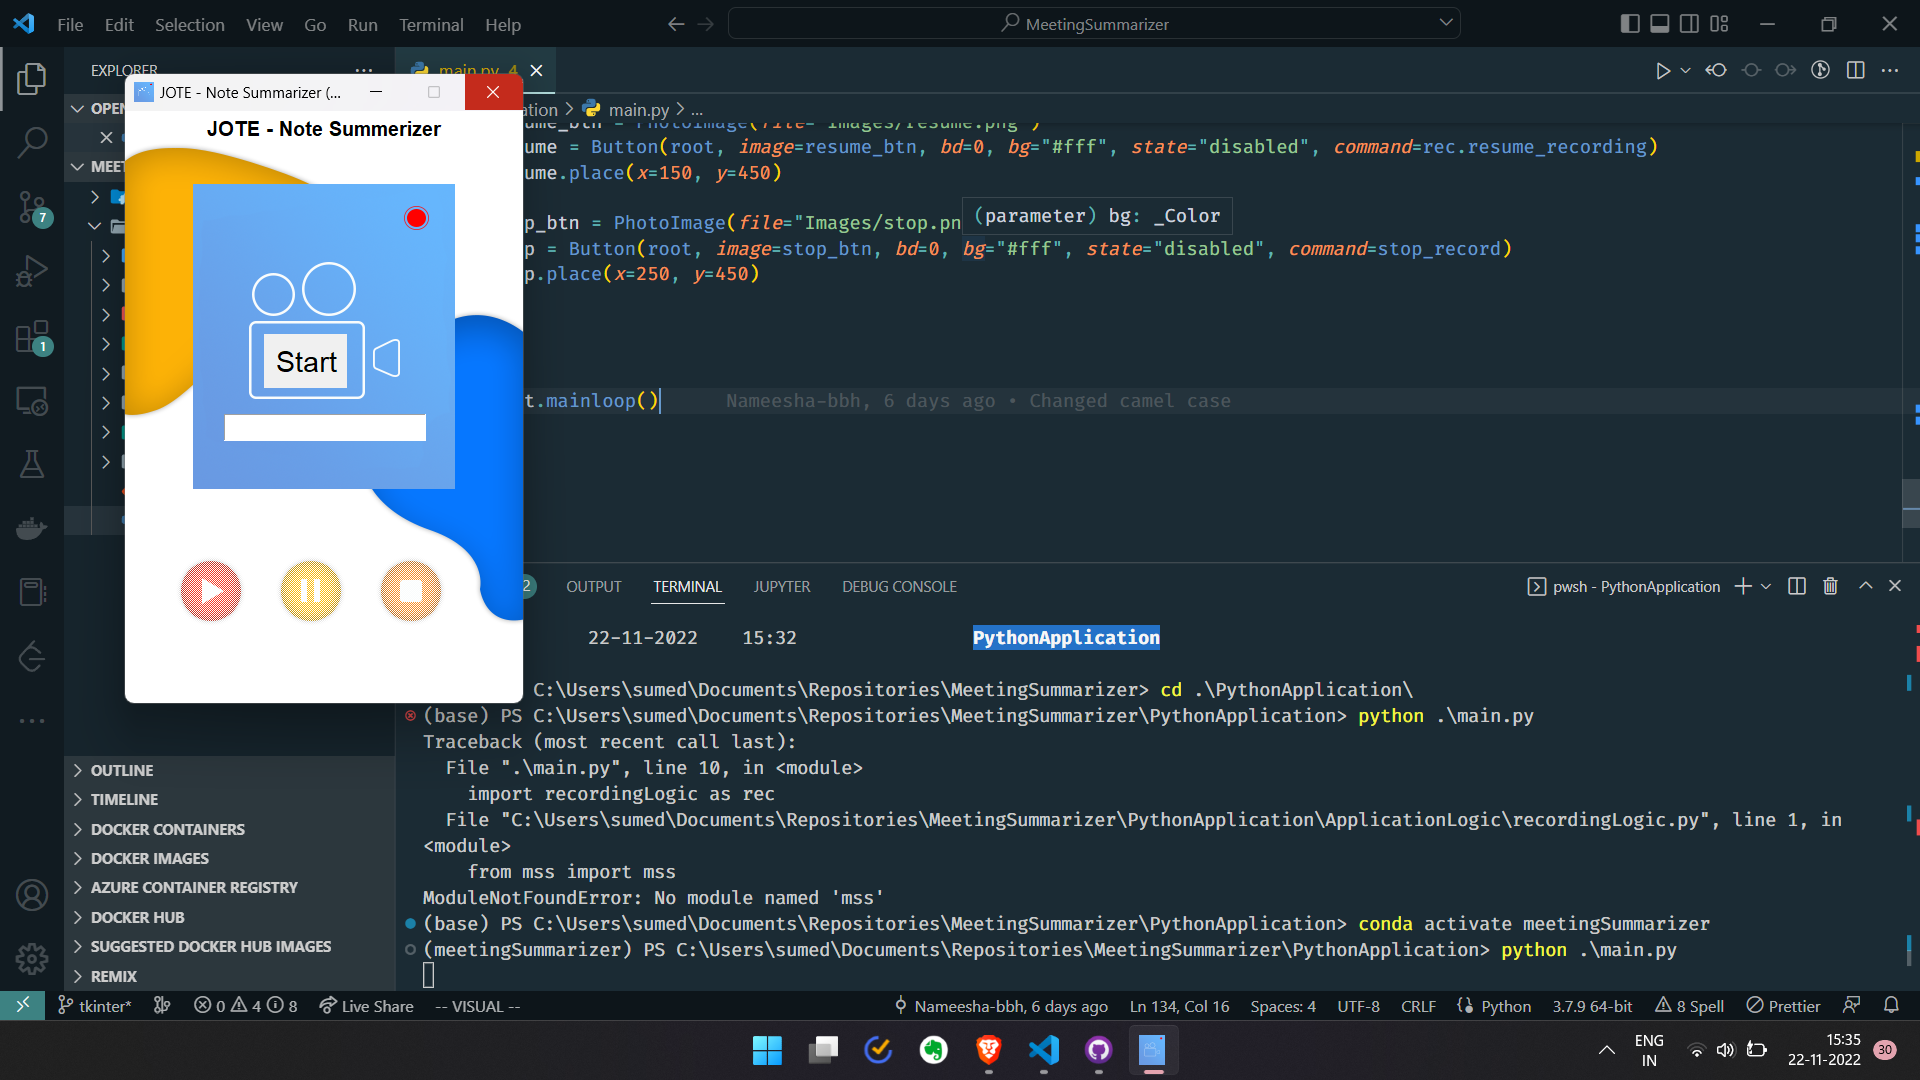 File Edit Selection View Go Run Terminal Help
MeetingSummarizer
EXPLORER
main.py 4
JOTE - Note Summarizer (...
JOTE - Note Summerizer
Start
OPEN
MEET
ation > main.py > ...
ume_btn = PhotoImage(file="Images/resume.png")
ume = Button(root, image=resume_btn, bd=0, bg="#fff", state="disabled", command=rec.resume_recording)
ume.place(x=150, y=450)
p_btn = PhotoImage(file="Images/stop.pn
(parameter) bg: _Color
p = Button(root, image=stop_btn, bd=0, bg="#fff", state="disabled", command=stop_record)
p.place(x=250, y=450)
t.mainloop()
Nameesha-bbh, 6 days ago • Changed camel case
7
1
2 OUTPUT TERMINAL JUPYTER DEBUG CONSOLE
pwsh - PythonApplication
22-11-2022 15:32 PythonApplication
C:\Users\sumed\Documents\Repositories\MeetingSummarizer> cd .\PythonApplication\
(base) PS C:\Users\sumed\Documents\Repositories\MeetingSummarizer\PythonApplication> python .\main.py
Traceback (most recent call last):
File ".\main.py", line 10, in <module>
import recordingLogic as rec
File "C:\Users\sumed\Documents\Repositories\MeetingSummarizer\PythonApplication\ApplicationLogic\recordingLogic.py", line 1, in
<module>
from mss import mss
ModuleNotFoundError: No module named 'mss'
(base) PS C:\Users\sumed\Documents\Repositories\MeetingSummarizer\PythonApplication> conda activate meetingSummarizer
(meetingSummarizer) PS C:\Users\sumed\Documents\Repositories\MeetingSummarizer\PythonApplication> python .\main.py
OUTLINE
TIMELINE
DOCKER CONTAINERS
DOCKER IMAGES
AZURE CONTAINER REGISTRY
DOCKER HUB
SUGGESTED DOCKER HUB IMAGES
REMIX
tkinter* 0 4 8 Live Share -- VISUAL -- Nameesha-bbh, 6 days ago Ln 134, Col 16 Spaces: 4 UTF-8 CRLF Python 3.7.9 64-bit 8 Spell Prettier
ENG
IN
15:35
22-11-2022
30